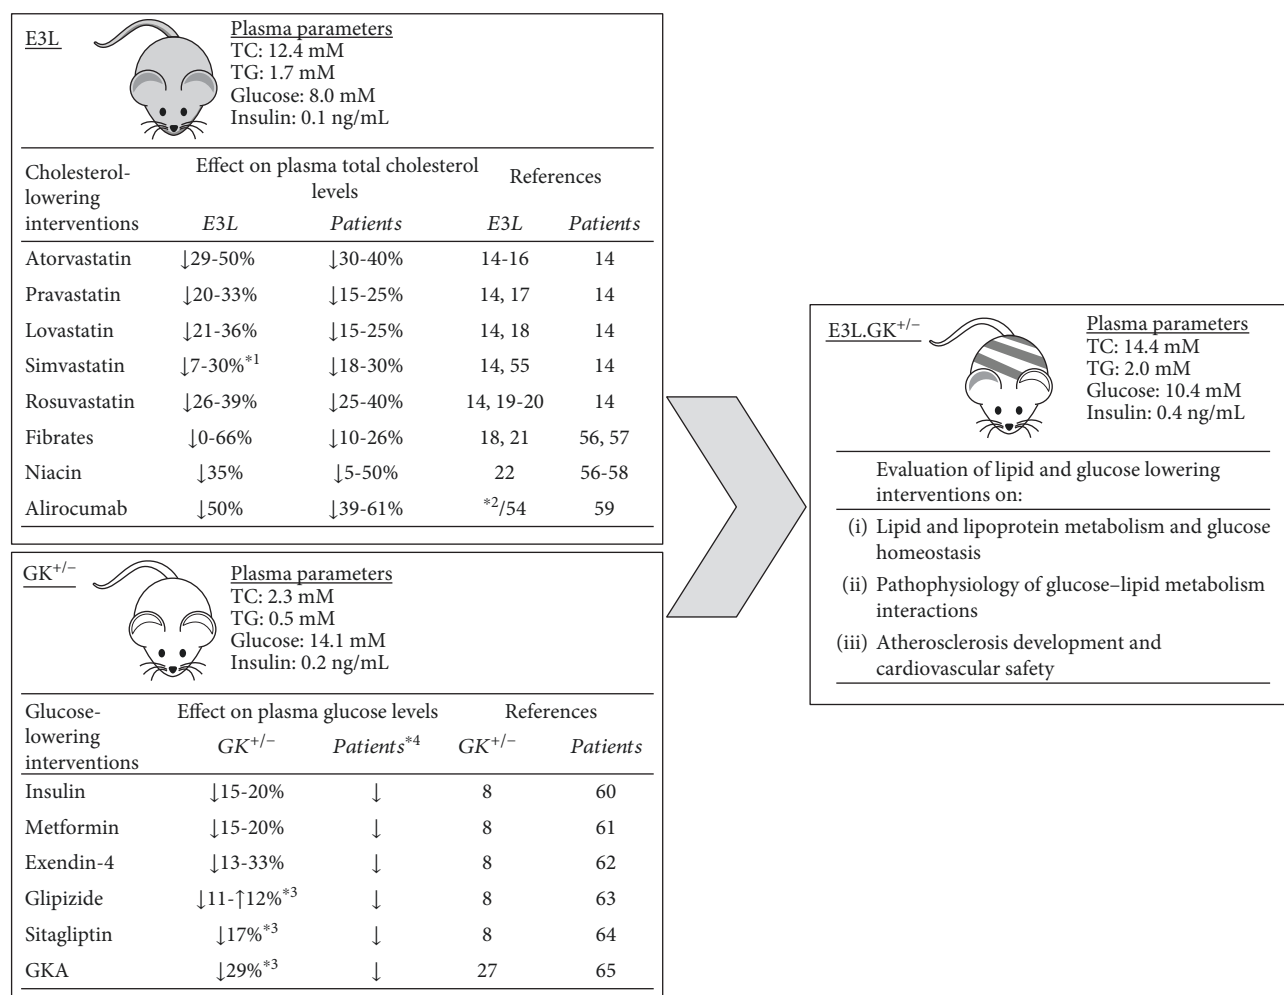 E3L
Plasma parameters
TC: 12.4 mM
TG: 1.7 mM
Glucose: 8.0 mM
Insulin: 0.1 ng/mL
Cholesterol-
lowering
interventions
Effect on plasma total cholesterol
levels
References
E3L Patients E3L Patients
Atorvastatin ↓29-50% ↓30-40% 14-16 14
Pravastatin ↓20-33% ↓15-25% 14, 17 14
Lovastatin ↓21-36% ↓15-25% 14, 18 14
Simvastatin ↓7-30%*1 ↓18-30% 14, 55 14
Rosuvastatin ↓26-39% ↓25-40% 14, 19-20 14
Fibrates ↓0-66% ↓10-26% 18, 21 56, 57
Niacin ↓35% ↓5-50% 22 56-58
Alirocumab ↓50% ↓39-61% *2/54 59
GK+/−
Plasma parameters
TC: 2.3 mM
TG: 0.5 mM
Glucose: 14.1 mM
Insulin: 0.2 ng/mL
Glucose-
lowering
interventions
Effect on plasma glucose levels References
GK+/− Patients*4 GK+/− Patients
Insulin ↓15-20% ↓ 8 60
Metformin ↓15-20% ↓ 8 61
Exendin-4 ↓13-33% ↓ 8 62
Glipizide ↓11-↑12%*3 ↓ 8 63
Sitagliptin ↓17%*3 ↓ 8 64
GKA ↓29%*3 ↓ 27 65
E3L.GK+/−
Plasma parameters
TC: 14.4 mM
TG: 2.0 mM
Glucose: 10.4 mM
Insulin: 0.4 ng/mL
Evaluation of lipid and glucose lowering
interventions on:
(i) Lipid and lipoprotein metabolism and glucose
homeostasis
(ii) Pathophysiology of glucose–lipid metabolism
interactions
(iii) Atherosclerosis development and
cardiovascular safety